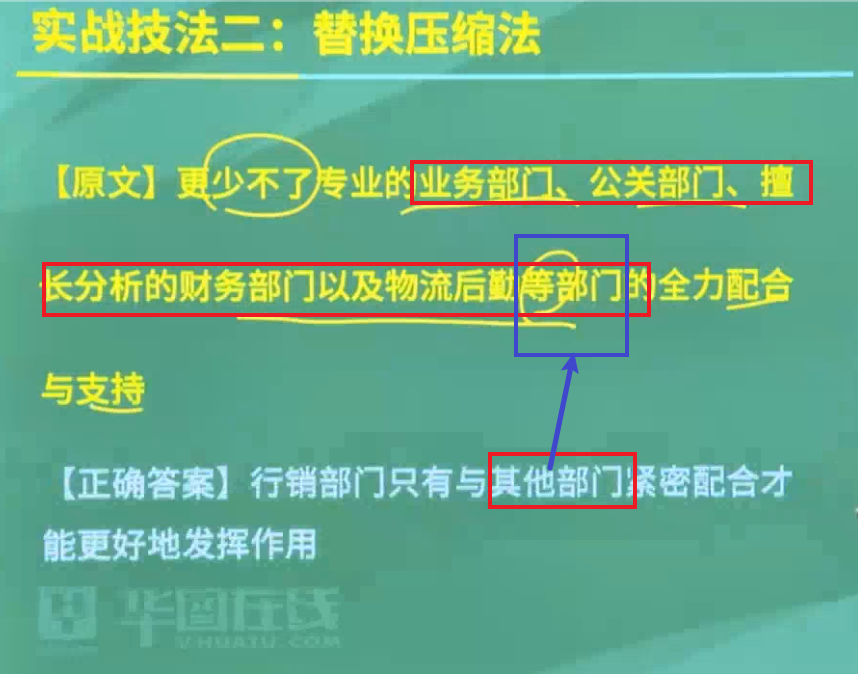 实战技法二：替换压缩法
【原文】更少不了专业的业务部门、公关部门、擅
长分析的财务部门以及物流后勤等部门的全力配合
与支持
【正确答案】行销部门只有与其他部门紧密配合才
能更好地发挥作用
华图在线
V.HUATU.COM